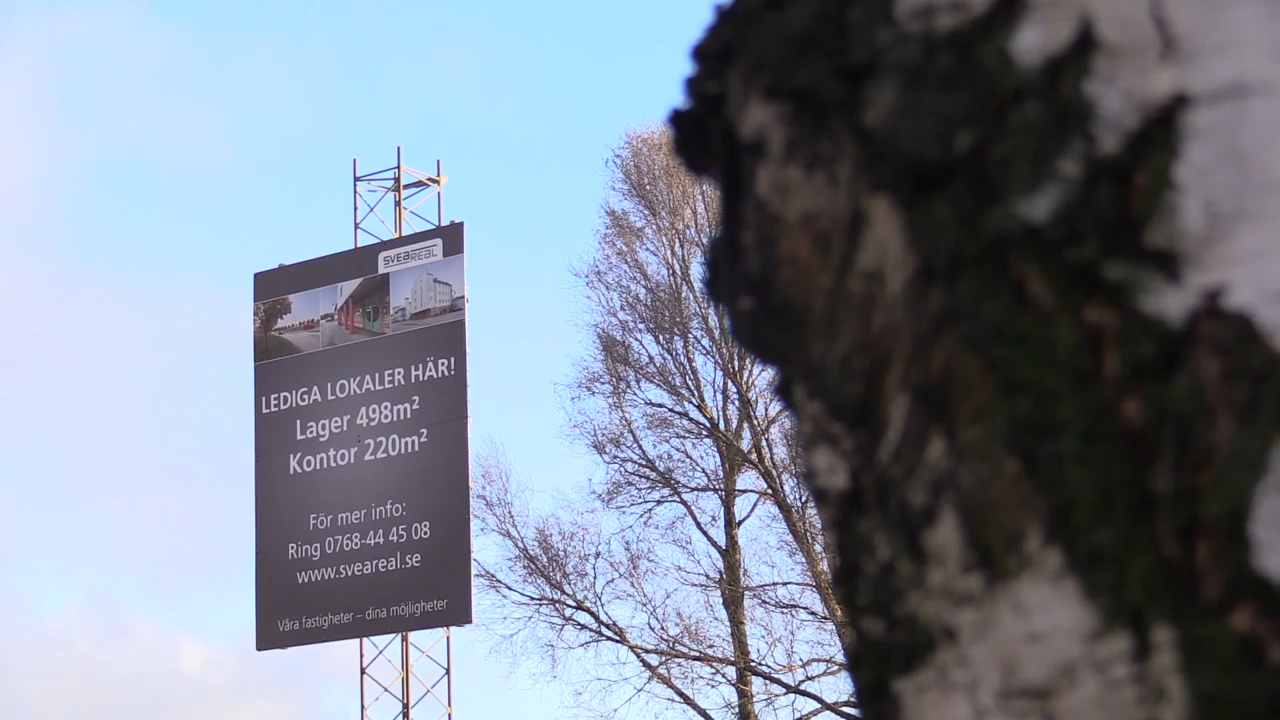 SVEAREAL
LEDIGA LOKALER HÄR!
Lager 498m²
Kontor 220m²
För mer info:
Ring 0768-44 45 08
www.sveareal.se
Våra fastigheter – dina möjligheter